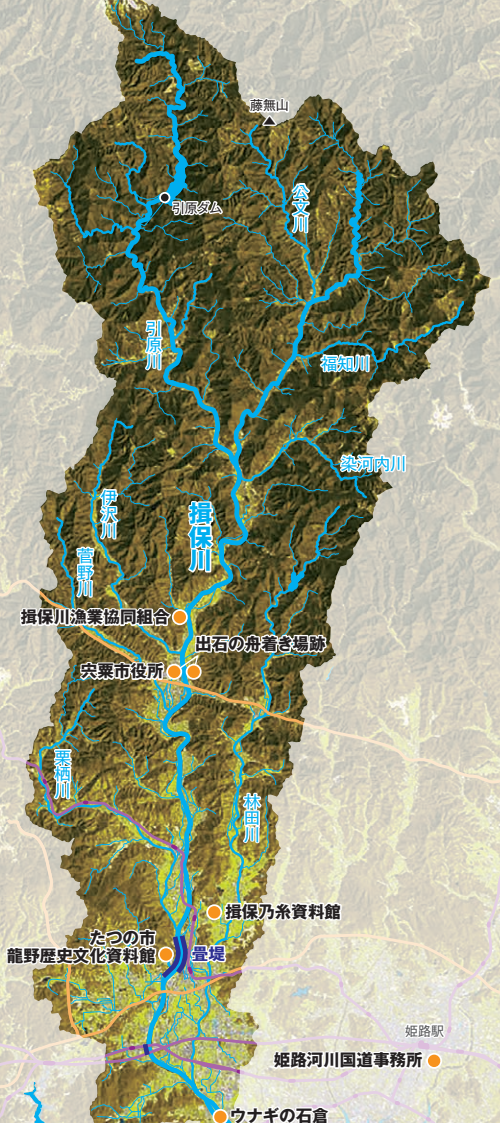 藤無山
公文川
引原ダム
引原川
福知川
染河内川
伊沢川
揖保川
菅野川
揖保川漁業協同組合
出石の舟着き場跡
宍粟市役所
栗栖川
林田川
揖保乃糸資料館
たつの市
龍野歴史文化資料館
畳堤
姫路駅
姫路河川国道事務所
ウナギの石倉